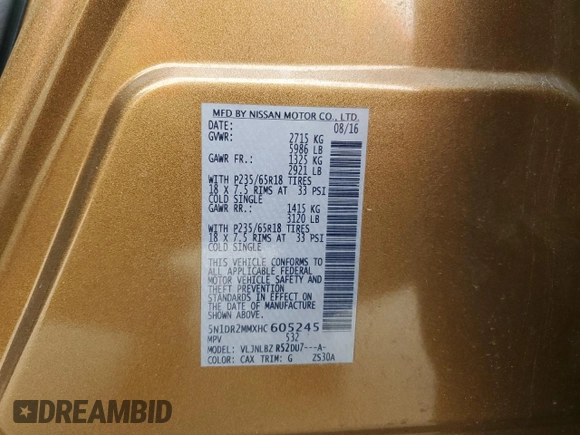 MFD BY NISSAN MOTOR CO., LTD.
DATE: 08/16
GVWR: 2715 KG
5986 LB
GAWR FR.: 1325 KG
2921 LB
WITH P235/65R18 TIRES
18 X 7.5 RIMS AT 33 PSI
COLD SINGLE
GAWR RR.: 1415 KG
3120 LB
WITH P235/65R18 TIRES
18 X 7.5 RIMS AT 33 PSI
COLD SINGLE
THIS VEHICLE CONFORMS TO
ALL APPLICABLE FEDERAL
MOTOR VEHICLE SAFETY AND
THEFT PREVENTION
STANDARDS IN EFFECT ON THE
DATE OF MANUFACTURE
SHOWN ABOVE.
5N1DR2MMXHC605245
MPV 532
MODEL: VLJNLBZ R52DU7---A-
COLOR: CAX TRIM: G ZS30A
DREAMBID